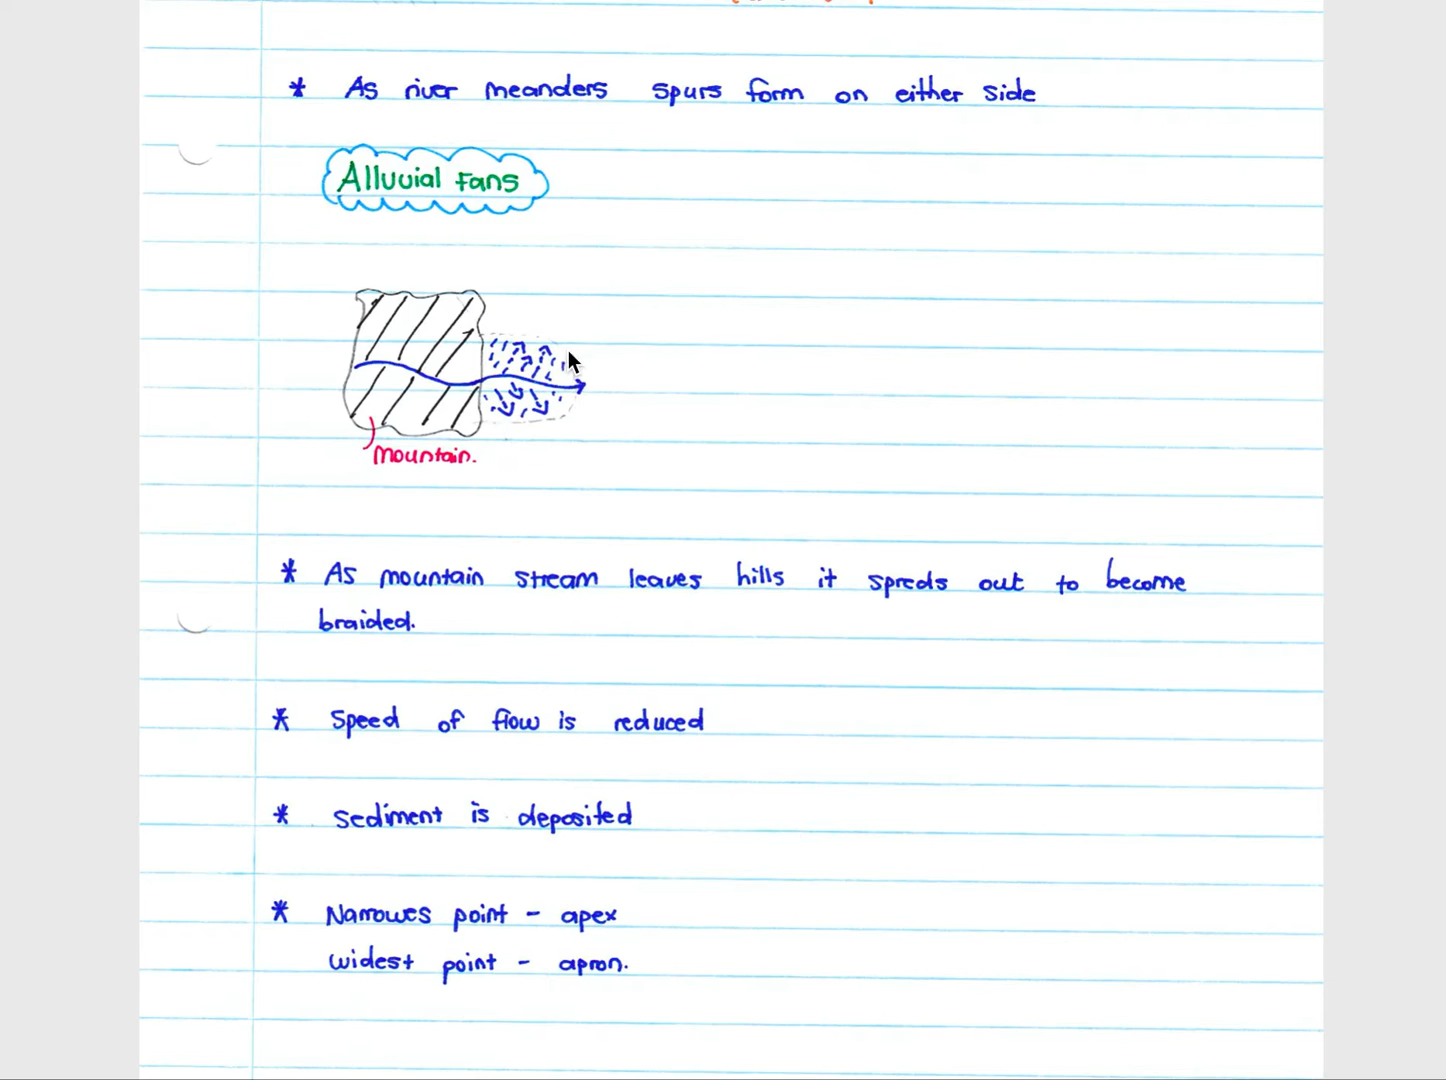 * As river meanders spurs form on either side
Alluvial Fans
Mountain.
* As mountain stream leaves hills it spreds out to become
braided.
* Speed of flow is reduced
* Sediment is deposited
* Narrowes point - apex
widest point - apron.